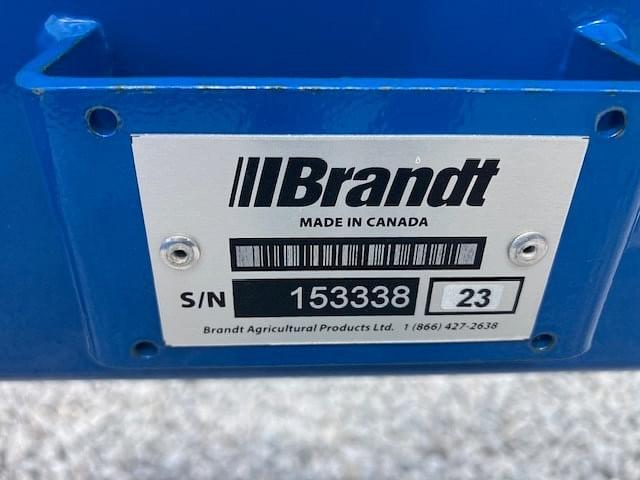 Brandt
MADE IN CANADA
S/N 153338 23
Brandt Agricultural Products Ltd. 1 (866) 427-2638